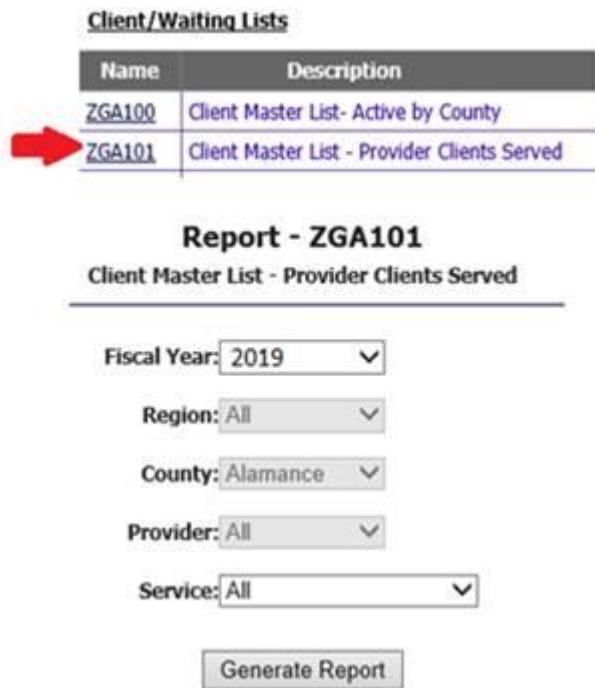 Client/Waiting Lists
Name Description
ZGA100 Client Master List- Active by County
ZGA101 Client Master List - Provider Clients Served
Report - ZGA101
Client Master List - Provider Clients Served
Fiscal Year: 2019
Region: All
County: Alamance
Provider: All
Service: All
Generate Report